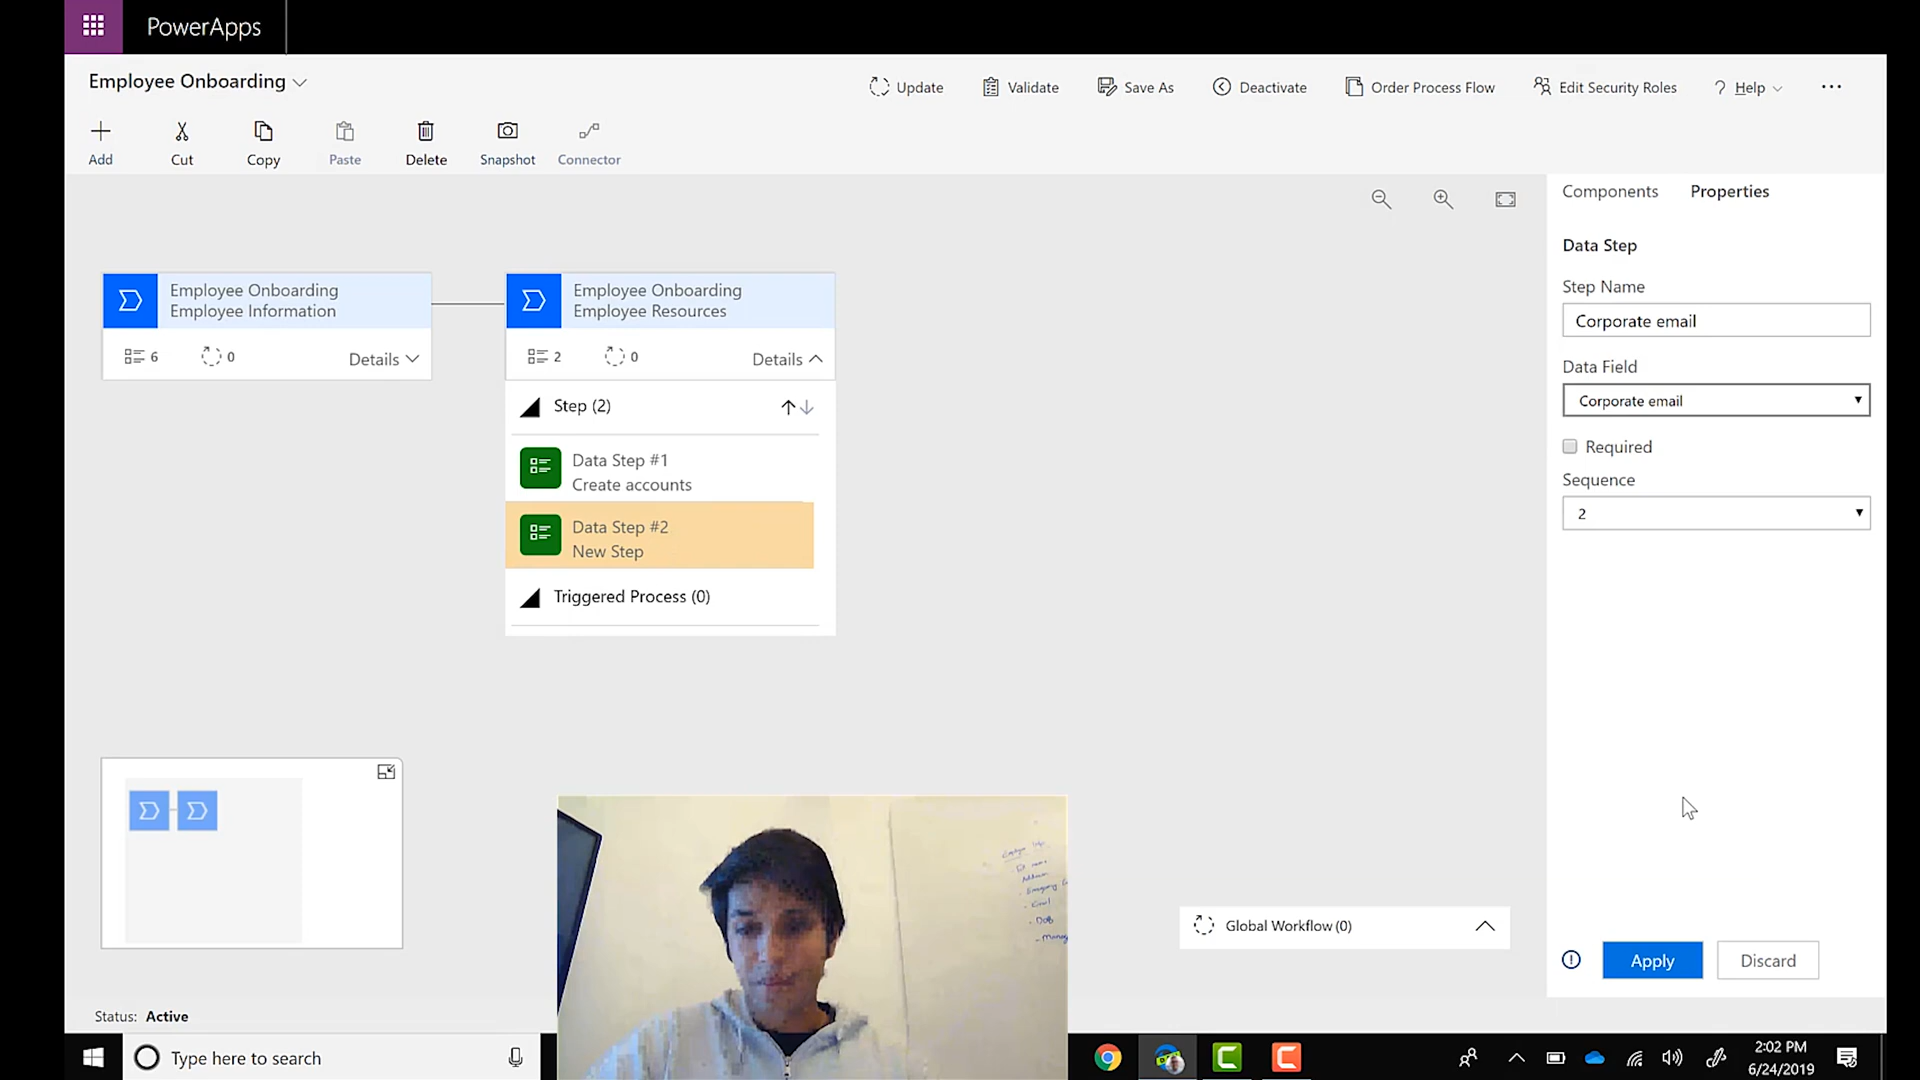 PowerApps
Employee Onboarding
Update
Validate
Save As
Deactivate
Order Process Flow
Edit Security Roles
? Help
...
Add
Cut
Copy
Paste
Delete
Snapshot
Connector
Components
Properties
Employee Onboarding
Employee Information
6
0
Details
Employee Onboarding
Employee Resources
2
0
Details
Step (2)
Data Step #1
Create accounts
Data Step #2
New Step
Triggered Process (0)
Data Step
Step Name
Corporate email
Data Field
Corporate email
Required
Sequence
2
Global Workflow (0)
Apply
Discard
Status: Active
Type here to search
2:02 PM
6/24/2019